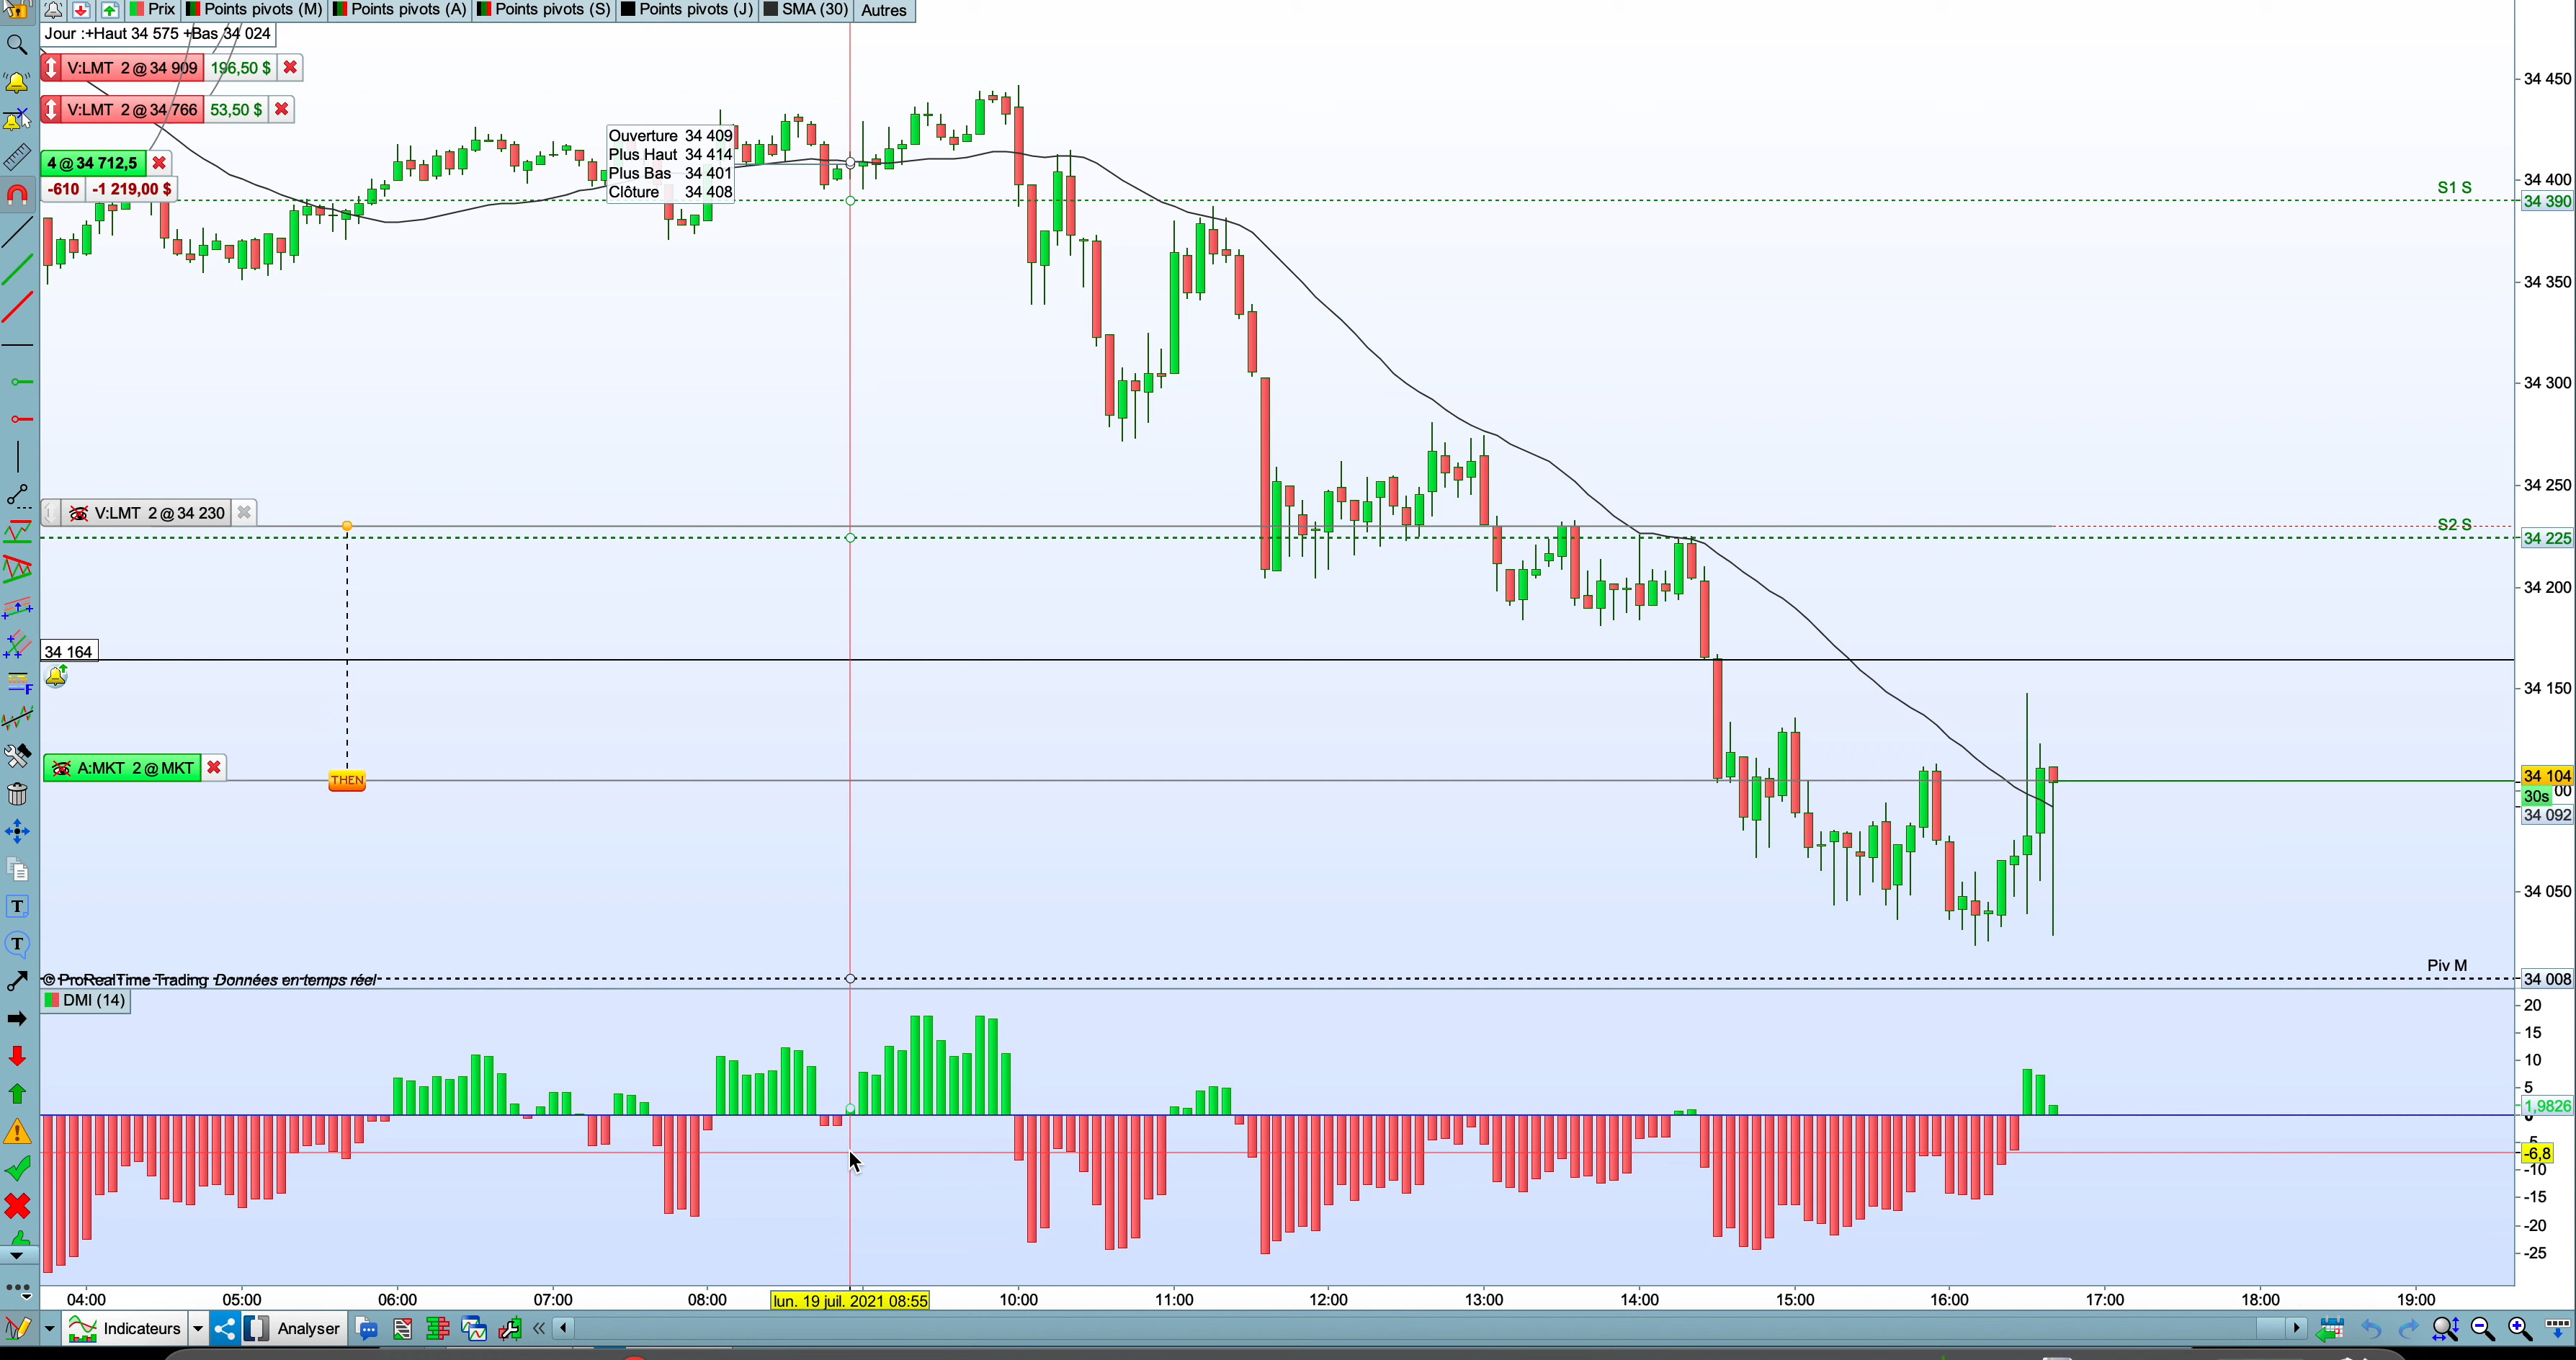 Prix Points pivots (M) Points pivots (A) Points pivots (S) Points pivots (J) SMA (30) Autres
Jour :+Haut 34 575 +Bas 34 024
V:LMT 2 @ 34 909 196,50 $
V:LMT 2 @ 34 766 53,50 $
4 @ 34 712,5
-610 -1 219,00 $
Ouverture 34 409
Plus Haut 34 414
Plus Bas 34 401
Clôture 34 408
34 450
34 400
S1 S
34 390
34 350
34 300
34 250
V:LMT 2 @ 34 230
S2 S
34 225
34 200
34 164
34 150
A:MKT 2 @ MKT
THEN
34 104
00
30s
34 092
34 050
Piv M
34 008
© ProRealTime Trading Données en temps réel
DMI (14)
20
15
10
5
1,9826
-6,8
-10
-15
-20
-25
04:00 05:00 06:00 07:00 08:00 lun. 19 juil. 2021 08:55 10:00 11:00 12:00 13:00 14:00 15:00 16:00 17:00 18:00 19:00
Indicateurs Analyser